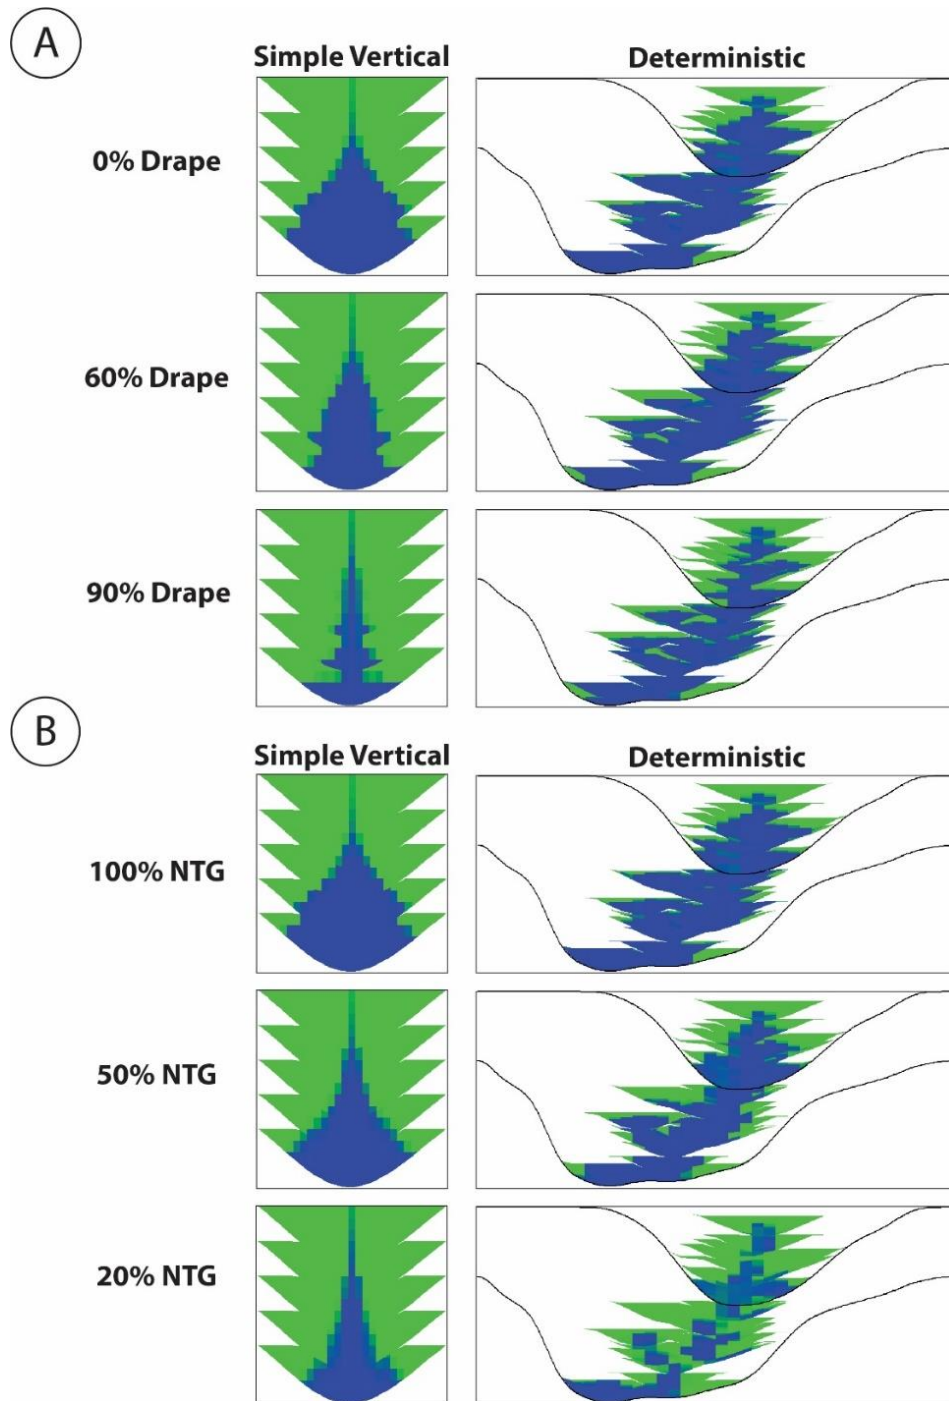 A
Simple Vertical Deterministic
0% Drape
60% Drape
90% Drape
B
Simple Vertical Deterministic
100% NTG
50% NTG
20% NTG